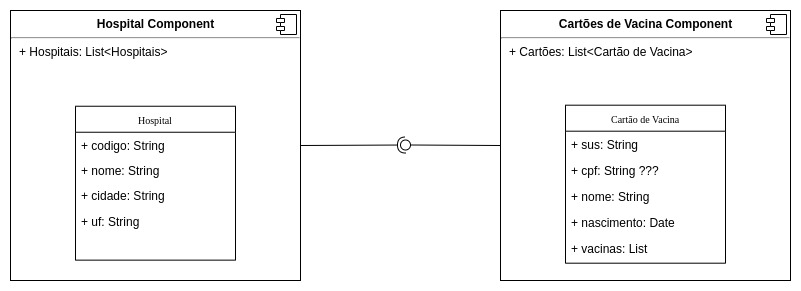 Hospital Component
+ Hospitais: List<Hospitais>
Hospital
+ codigo: String
+ nome: String
+ cidade: String
+ uf: String
Cartões de Vacina Component
+ Cartões: List<Cartão de Vacina>
Cartão de Vacina
+ sus: String
+ cpf: String ???
+ nome: String
+ nascimento: Date
+ vacinas: List